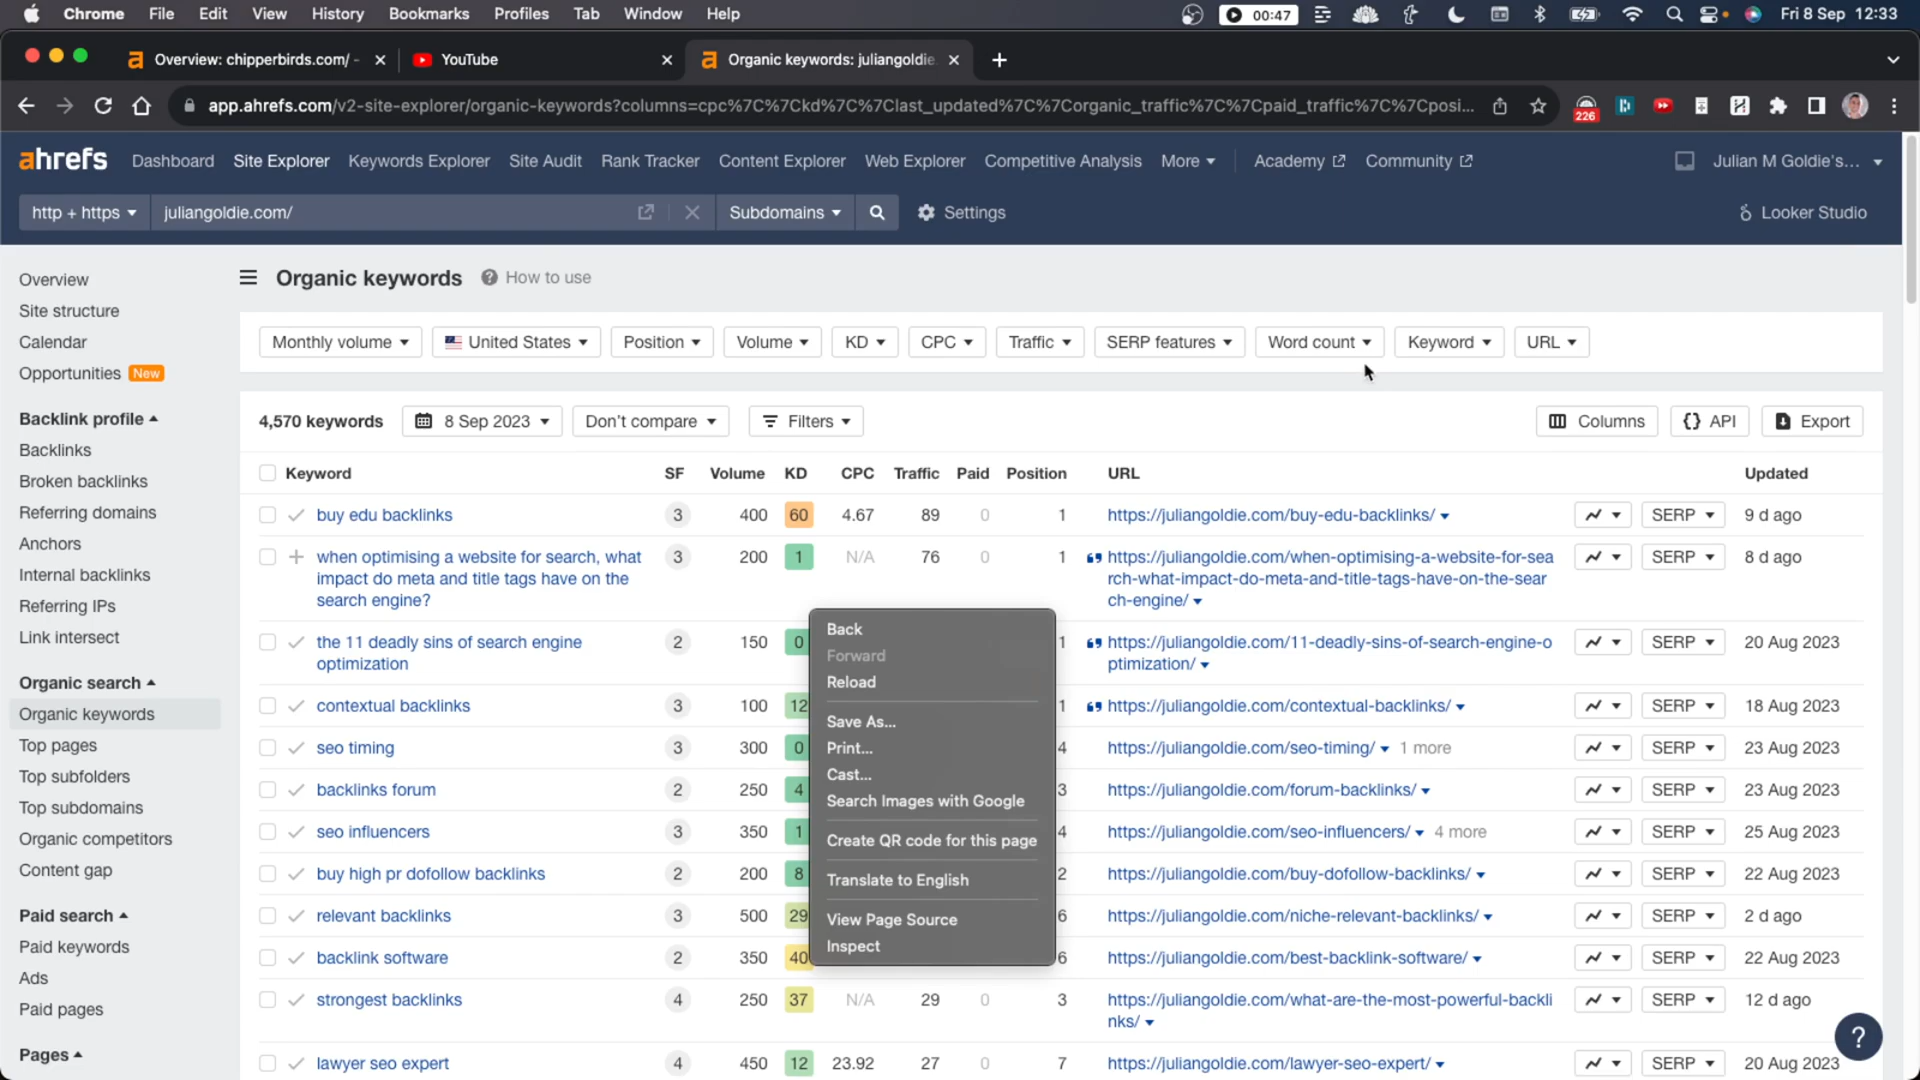 Chrome File Edit View History Bookmarks Profiles Tab Window Help 00:47 Fri 8 Sep 12:33
Overview: chipperbirds.com/ - YouTube Organic keywords: juliangoldie.
app.ahrefs.com/v2-site-explorer/organic-keywords?columns=cpc%7C%7Ckd%7C%7Clast_updated%7C%7Corganic_traffic%7C%7Cpaid_traffic%7C%7Cposi... 226
ahrefs Dashboard Site Explorer Keywords Explorer Site Audit Rank Tracker Content Explorer Web Explorer Competitive Analysis More Academy Community Julian M Goldie's...
http + https juliangoldie.com/ Subdomains Settings Looker Studio
Overview
Site structure
Calendar
Opportunities New
Backlink profile
Backlinks
Broken backlinks
Referring domains
Anchors
Internal backlinks
Referring IPs
Link intersect
Organic search
Organic keywords
Top pages
Top subfolders
Top subdomains
Organic competitors
Content gap
Paid search
Paid keywords
Ads
Paid pages
Pages
Organic keywords ? How to use
Monthly volume United States Position Volume KD CPC Traffic SERP features Word count Keyword URL
4,570 keywords 8 Sep 2023 Don't compare Filters Columns {} API Export
Keyword SF Volume KD CPC Traffic Paid Position URL Updated
buy edu backlinks 3 400 60 4.67 89 0 1 https://juliangoldie.com/buy-edu-backlinks/ SERP 9 d ago
when optimising a website for search, what 3 200 1 N/A 76 0 1 https://juliangoldie.com/when-optimising-a-website-for-sea SERP 8 d ago
impact do meta and title tags have on the rch-what-impact-do-meta-and-title-tags-have-on-the-sear
search engine? ch-engine/
the 11 deadly sins of search engine 2 150 0 1 https://juliangoldie.com/11-deadly-sins-of-search-engine-o SERP 20 Aug 2023
optimization ptimization/
contextual backlinks 3 100 12 1 https://juliangoldie.com/contextual-backlinks/ SERP 18 Aug 2023
seo timing 3 300 0 4 https://juliangoldie.com/seo-timing/ 1 more SERP 23 Aug 2023
backlinks forum 2 250 4 3 https://juliangoldie.com/forum-backlinks/ SERP 23 Aug 2023
seo influencers 3 350 1 4 https://juliangoldie.com/seo-influencers/ 4 more SERP 25 Aug 2023
buy high pr dofollow backlinks 2 200 8 2 https://juliangoldie.com/buy-dofollow-backlinks/ SERP 22 Aug 2023
relevant backlinks 3 500 29 6 https://juliangoldie.com/niche-relevant-backlinks/ SERP 2 d ago
backlink software 2 350 40 6 https://juliangoldie.com/best-backlink-software/ SERP 22 Aug 2023
strongest backlinks 4 250 37 N/A 29 0 3 https://juliangoldie.com/what-are-the-most-powerful-backli SERP 12 d ago
nks/
lawyer seo expert 4 450 12 23.92 27 0 7 https://juliangoldie.com/lawyer-seo-expert/ SERP 20 Aug 2023
Back
Forward
Reload
Save As...
Print...
Cast...
Search Images with Google
Create QR code for this page
Translate to English
View Page Source
Inspect
?